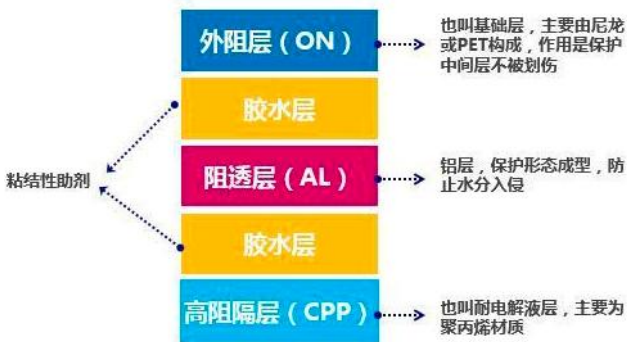 外阻层（ON）
也叫基础层，主要由尼龙
或PET构成，作用是保护
中间层不被划伤
胶水层
粘结性助剂
阻透层（AL）
铝层，保护形态成型，防
止水分入侵
胶水层
高阻隔层（CPP）
也叫耐电解液层，主要为
聚丙烯材质